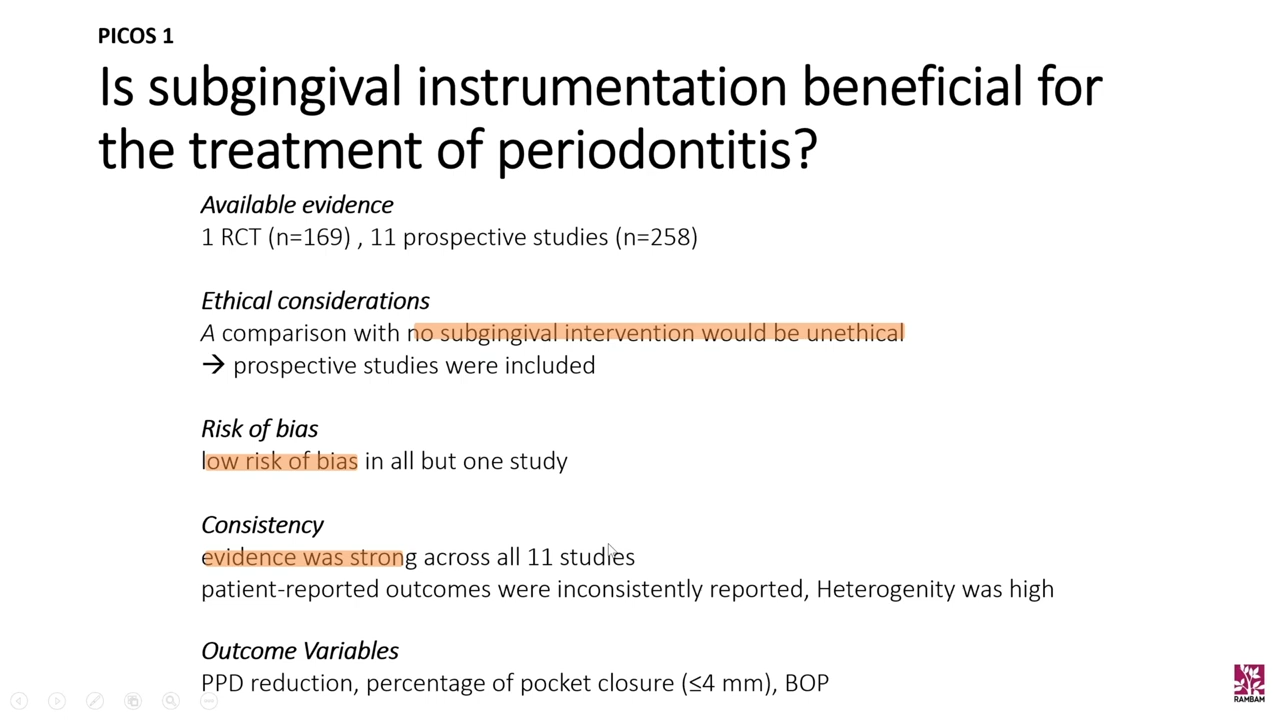 PICOS 1
Is subgingival instrumentation beneficial for
the treatment of periodontitis?
Available evidence
1 RCT (n=169) , 11 prospective studies (n=258)
Ethical considerations
A comparison with no subgingival intervention would be unethical
→ prospective studies were included
Risk of bias
low risk of bias in all but one study
Consistency
evidence was strong across all 11 studies
patient-reported outcomes were inconsistently reported, Heterogenity was high
Outcome Variables
PPD reduction, percentage of pocket closure (≤4 mm), BOP
RAMBAM